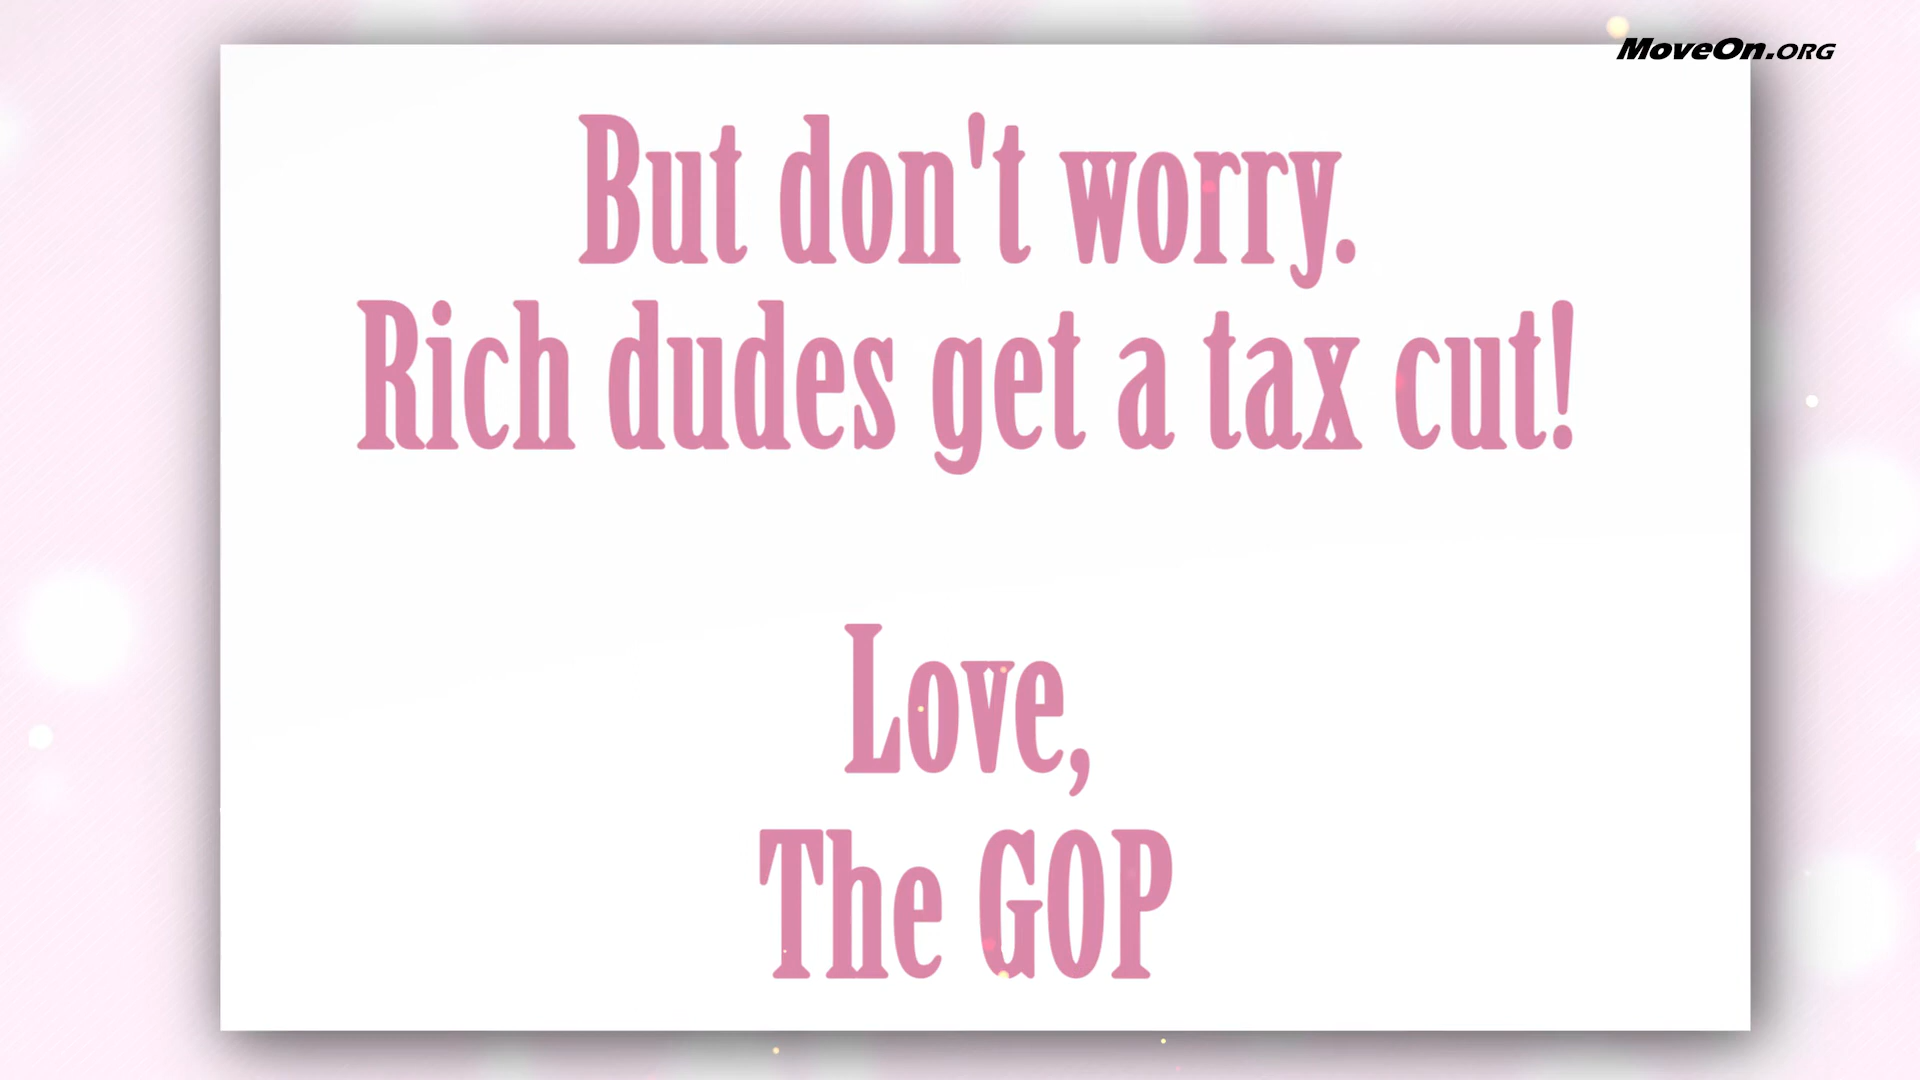 MoveOn.ORG
But don't worry.
Rich dudes get a tax cut!
Love,
The GOP